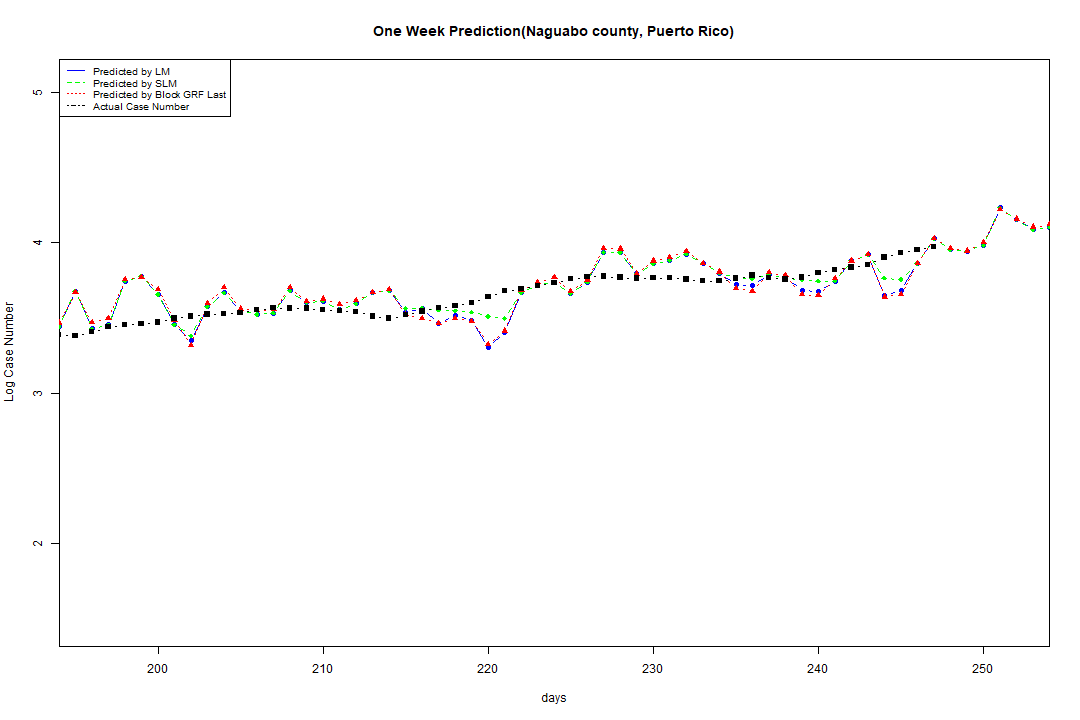 One Week Prediction(Naguabo county, Puerto Rico)
Predicted by LM
Predicted by SLM
Predicted by Block GRF Last
Actual Case Number
5
4
3
2
Log Case Number
200 210 220 230 240 250
days